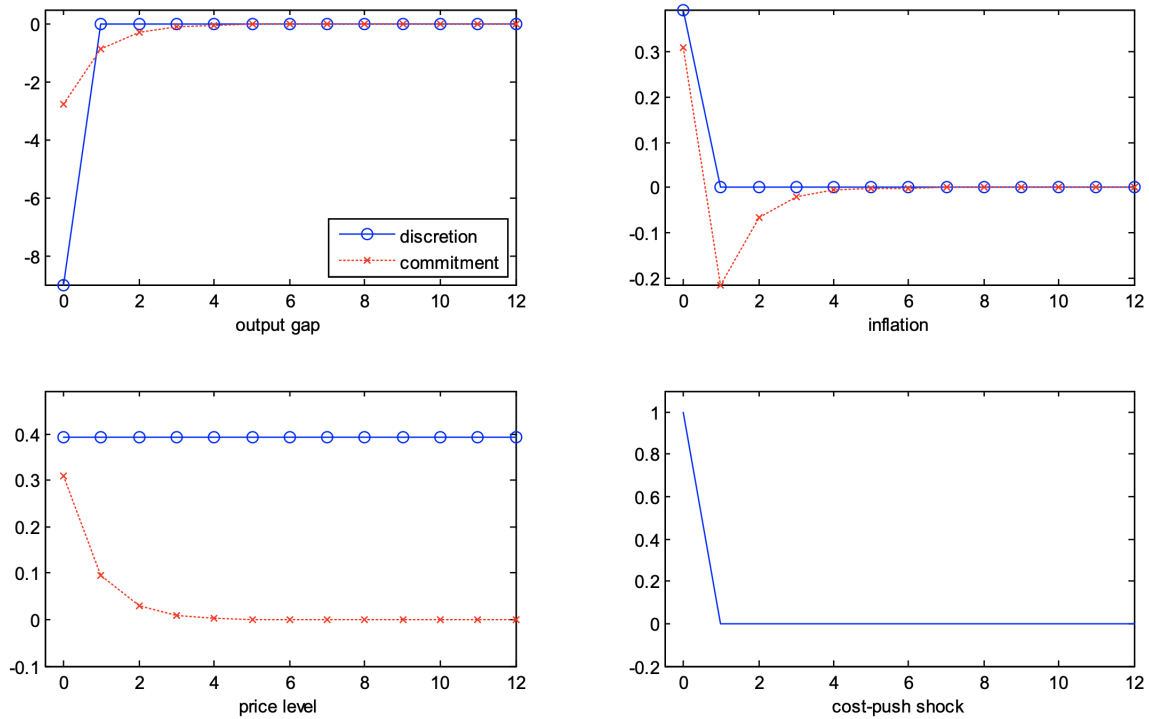 0
-2
-4
-6
-8
discretion
commitment
0 2 4 6 8 10 12
output gap
0.3
0.2
0.1
0
-0.1
-0.2
0 2 4 6 8 10 12
inflation
0.4
0.3
0.2
0.1
0
-0.1
0 2 4 6 8 10 12
price level
1
0.8
0.6
0.4
0.2
0
-0.2
0 2 4 6 8 10 12
cost-push shock